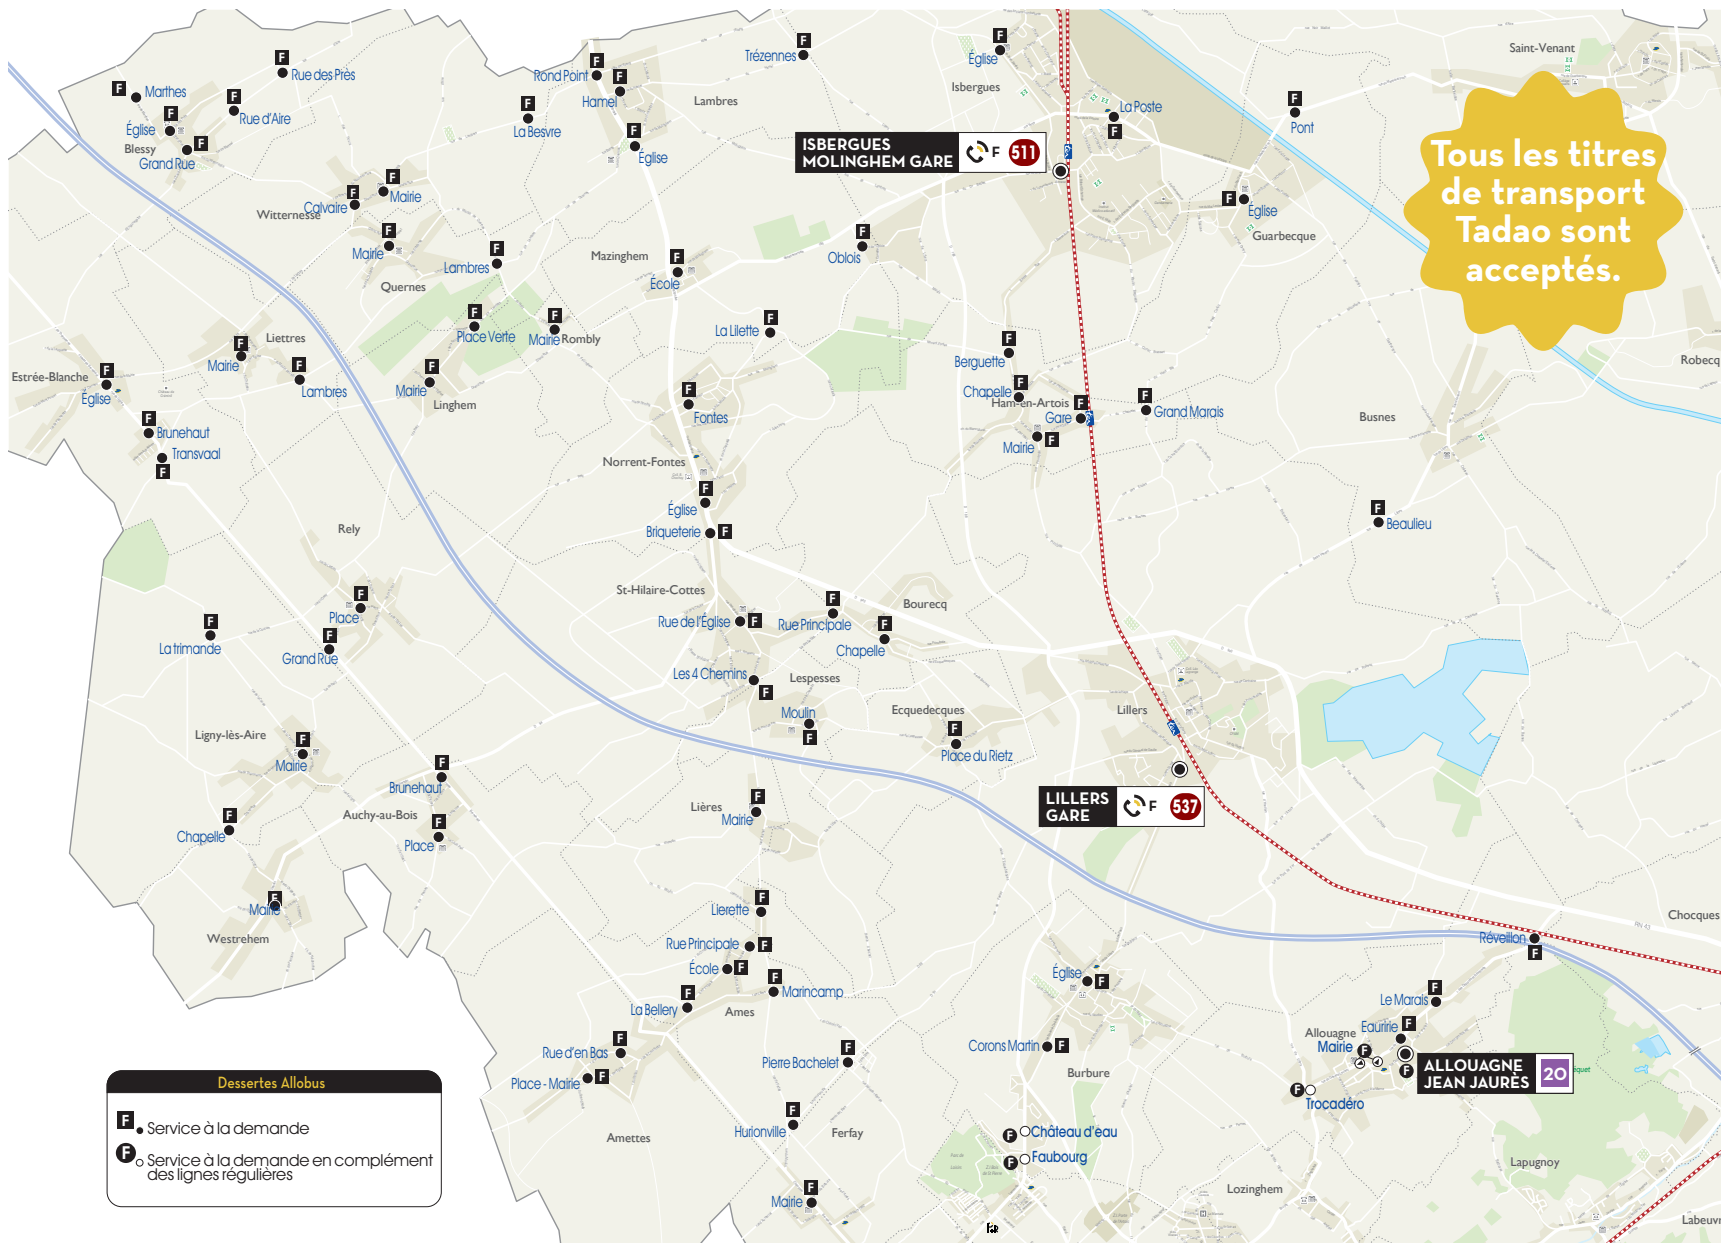 Saint-Venant
Église
Trézennes
Rue des Près
Rond Point
Hamel
Marthes
Isbergues
Lambres
La Poste
Rue d'Aire
La Besvre
Pont
Église
Blessy
Grand Rue
Église
ISBERGUES
MOLINGHEM GARE
F
511
Tous les titres
de transport
Tadao sont
acceptés.
Mairie
Calvaire
Witternesse
Église
Guarbecque
Mairie
Mazinghem
Oblois
Lambres
Quernes
École
La Lilette
Place Verte
Mairie
Rombly
Liettres
Mairie
Berguette
Robecq
Estrée-Blanche
Église
Lambres
Mairie
Linghem
Chapelle
Ham-en-Artois
Gare
Grand Marais
Fontes
Busnes
Brunehaut
Transvaal
Mairie
Norrent-Fontes
Église
Briqueterie
Beaulieu
Rely
St-Hilaire-Cottes
Bourecq
Place
Rue de l'Église
Rue Principale
La trimande
Grand Rue
Chapelle
Les 4 Chemins
Lespesses
Moulin
Ecquedecques
Lillers
Ligny-lès-Aire
Mairie
Place du Rietz
Brunehaut
LILLERS
GARE
F
537
Lières
Mairie
Auchy-au-Bois
Chapelle
Place
Mairie
Westrehem
Lierette
Chocques
RN 43
Réveillon
Rue Principale
École
Église
Marincamp
La Bellery
Ames
Le Marais
Allouagne
Eauririe
Mairie
Corons Martin
Rue d'en Bas
Pierre Bachelet
Place - Mairie
Burbure
ALLOUAGNE
JEAN JAURÈS
20
Trocadéro
Dessertes Allobus
F Service à la demande
F Service à la demande en complément
des lignes régulières
Hurionville
Ferfay
Amettes
Château d'eau
Faubourg
Lapugnoy
Lozinghem
Mairie
Labeuvr